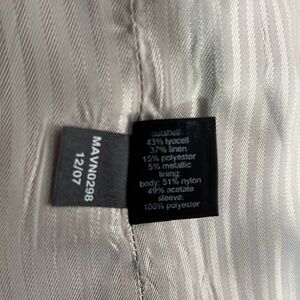 MAVN0298
12/07
outshell:
43% lyocell
37% linen
15% polyester
5% metallic
lining:
body: 51% nylon
49% acetate
sleeve:
100% polyester